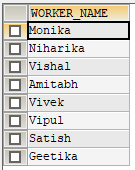 WORKER_NAME
Monika
Niharika
Vishal
Amitabh
Vivek
Vipul
Satish
Geetika